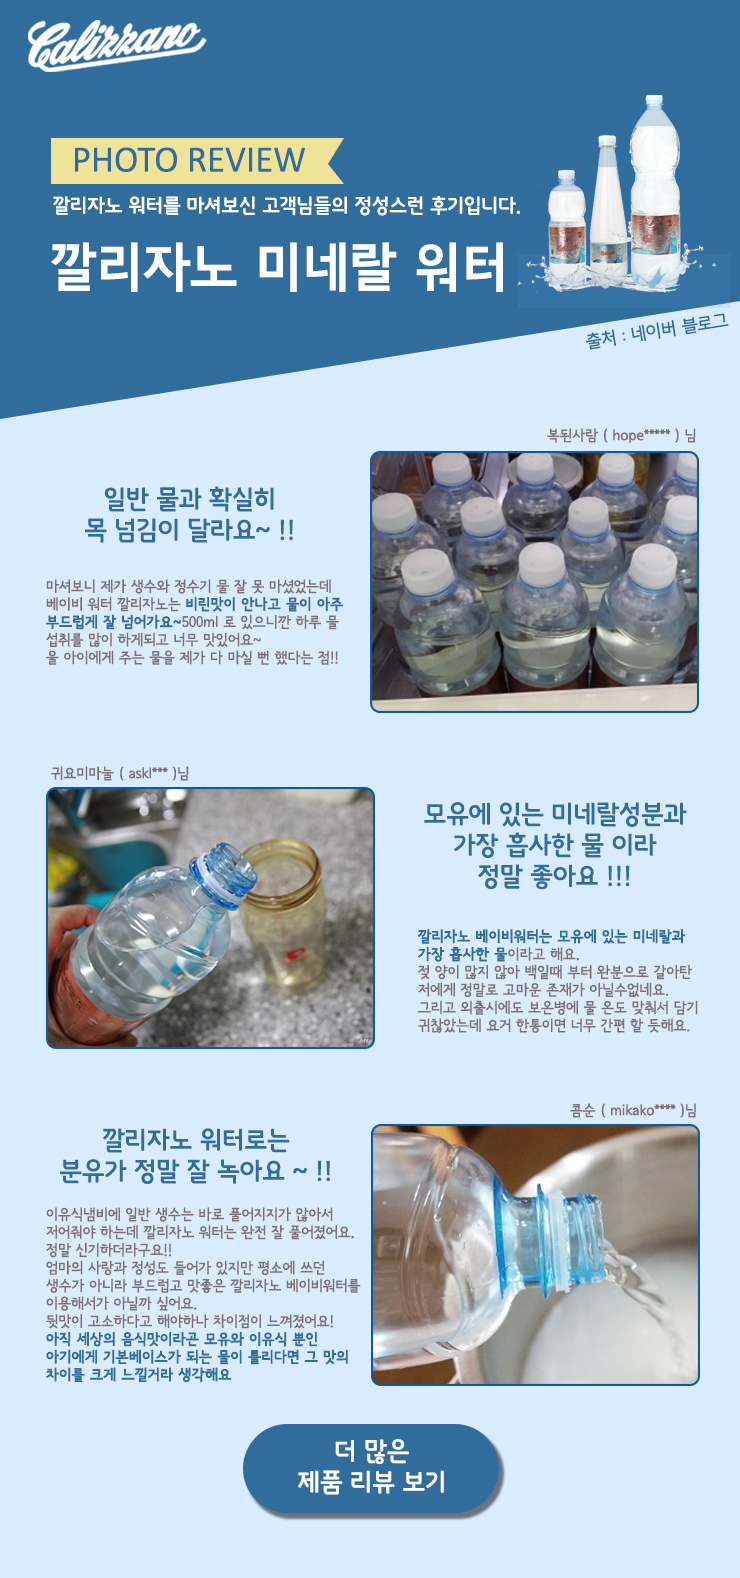 Calizzano
PHOTO REVIEW
깔리자노 워터를 마셔보신 고객님들의 정성스런 후기입니다.
깔리자노 미네랄 워터
출처 : 네이버 블로그
복된사람 ( hope***** ) 님
일반 물과 확실히
목 넘김이 달라요~ !!
마셔보니 제가 생수와 정수기 물 잘 못 마셨었는데
베이비 워터 깔리자노는 비린맛이 안나고 물이 아주
부드럽게 잘 넘어가요~500ml 로 있으니깐 하루 물
섭취를 많이 하게되고 너무 맛있어요~
울 아이에게 주는 물을 제가 다 마실 뻔 했다는 점!!
귀요미마눌 ( askl*** )님
모유에 있는 미네랄성분과
가장 흡사한 물 이라
정말 좋아요 !!!
깔리자노 베이비워터는 모유에 있는 미네랄과
가장 흡사한 물이라고 해요.
젖 양이 많지 않아 백일때 부터 완분으로 갈아탄
저에게 정말로 고마운 존재가 아닐수없네요.
그리고 외출시에도 보온병에 물 온도 맞춰서 담기
귀찮았는데 요거 한통이면 너무 간편 할 듯해요.
콤순 ( mikako**** )님
깔리자노 워터로는
분유가 정말 잘 녹아요 ~ !!
이유식냄비에 일반 생수는 바로 풀어지지가 않아서
저어줘야 하는데 깔리자노 워터는 완전 잘 풀어졌어요.
정말 신기하더라구요!!
엄마의 사랑과 정성도 들어가 있지만 평소에 쓰던
생수가 아니라 부드럽고 맛좋은 깔리자노 베이비워터를
이용해서가 아닐까 싶어요.
뒷맛이 고소하다고 해야하나 차이점이 느껴졌어요!
아직 세상의 음식맛이라곤 모유와 이유식 뿐인
아기에게 기본베이스가 되는 물이 틀리다면 그 맛의
차이를 크게 느낄거라 생각해요
더 많은
제품 리뷰 보기